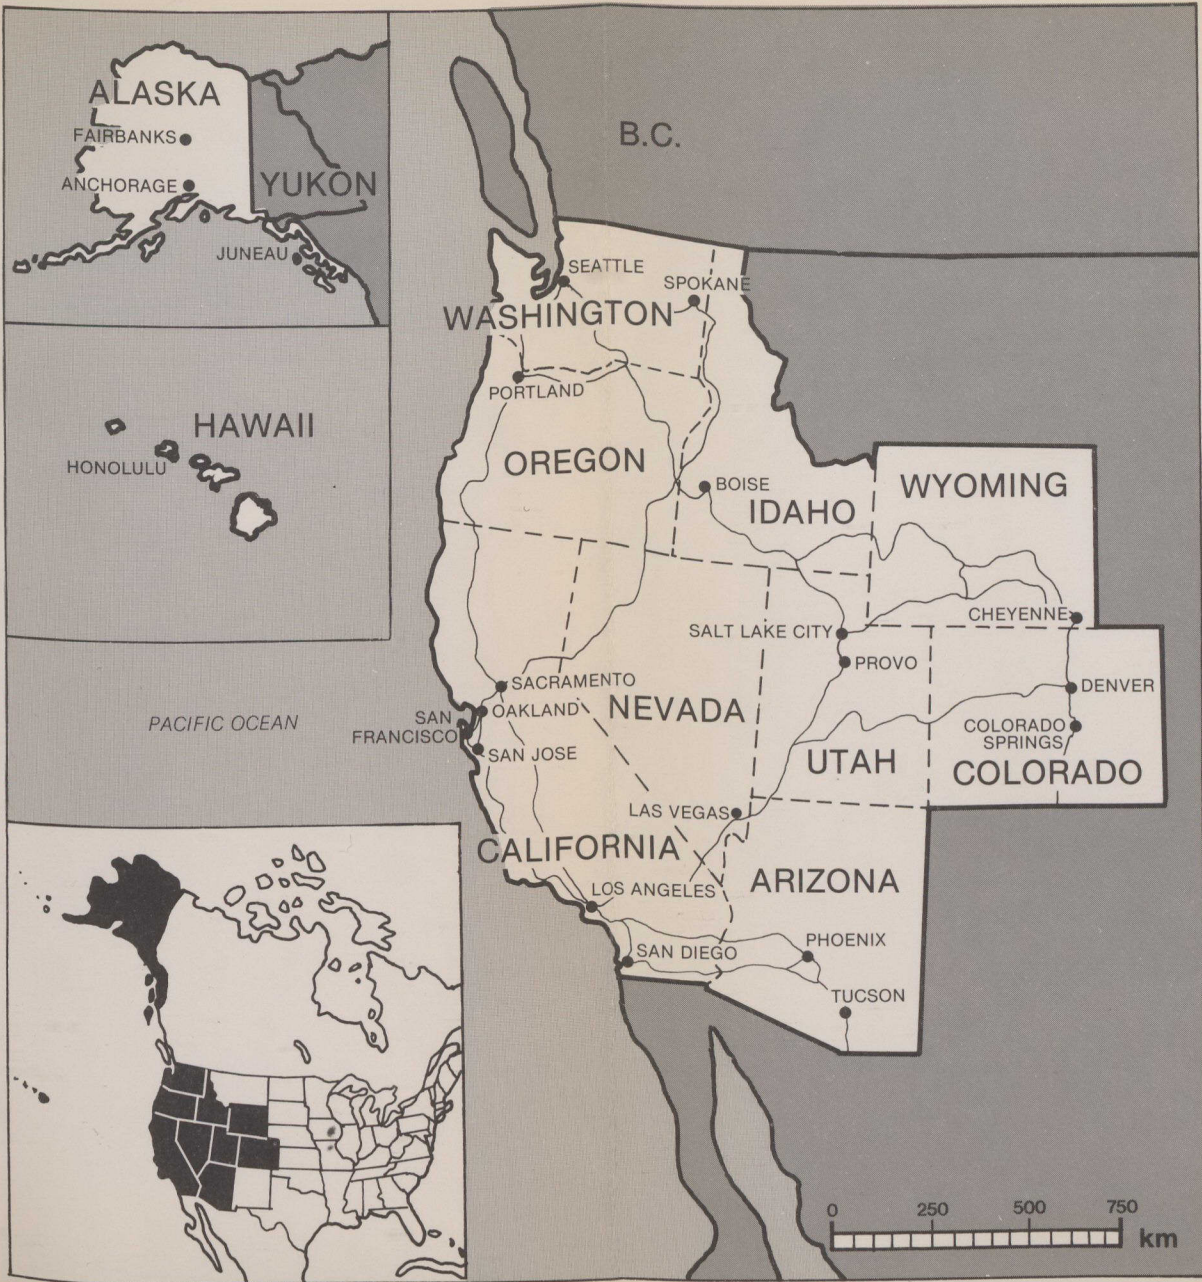 ALASKA
FAIRBANKS
ANCHORAGE
YUKON
JUNEAU
HAWAII
HONOLULU
PACIFIC OCEAN
B.C.
SEATTLE
SPOKANE
WASHINGTON
PORTLAND
OREGON
BOISE
IDAHO
WYOMING
CHEYENNE
SALT LAKE CITY
PROVO
SACRAMENTO
OAKLAND
SAN
FRANCISCO
SAN JOSE
NEVADA
DENVER
COLORADO
SPRINGS
UTAH
COLORADO
LAS VEGAS
CALIFORNIA
LOS ANGELES
ARIZONA
SAN DIEGO
PHOENIX
TUCSON
0 250 500 750
km